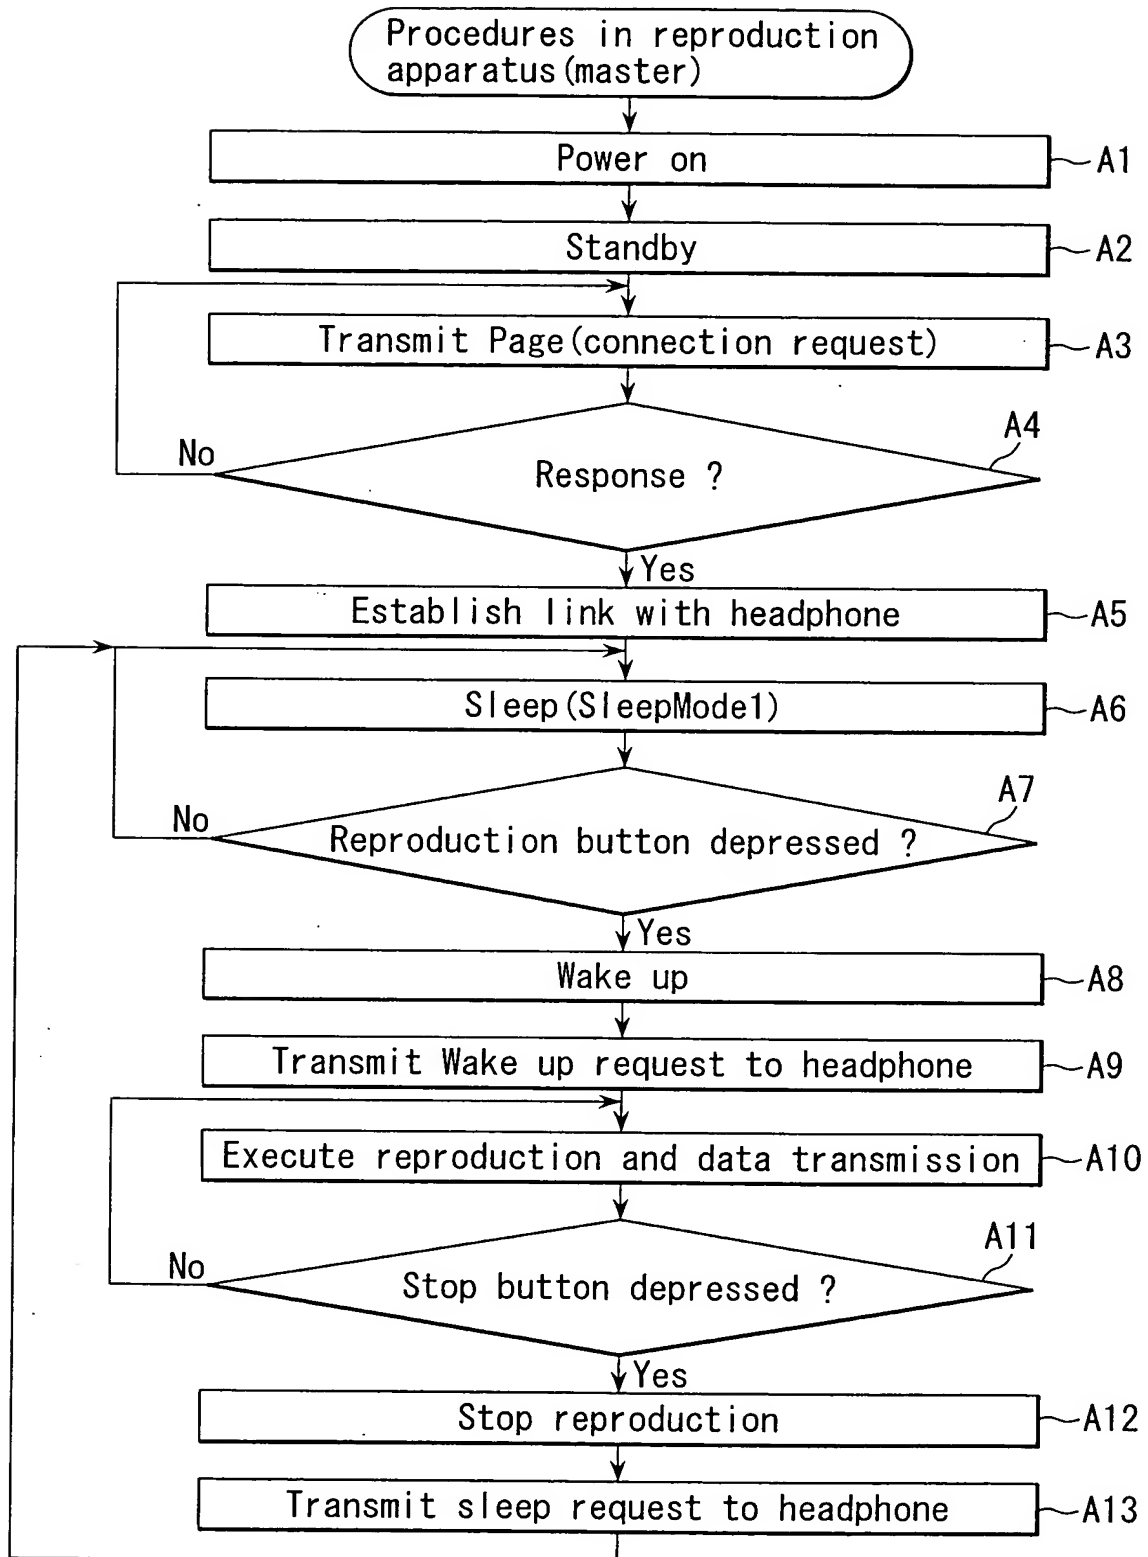 Procedures in reproduction
apparatus(master)
Power on
A1
Standby
A2
Transmit Page(connection request)
A3
A4
No
Response ?
Yes
Establish link with headphone
A5
Sleep(SleepMode1)
A6
A7
No
Reproduction button depressed ?
Yes
Wake up
A8
Transmit Wake up request to headphone
A9
Execute reproduction and data transmission
A10
A11
No
Stop button depressed ?
Yes
Stop reproduction
A12
Transmit sleep request to headphone
A13